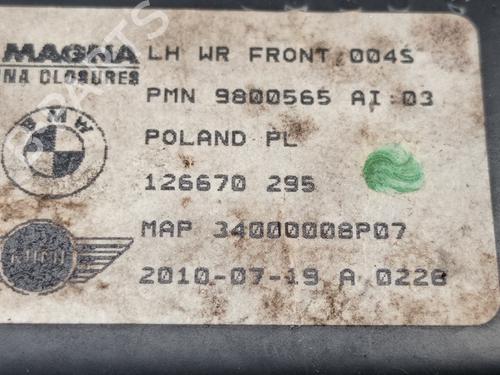 MAGNA
NA CLOSURES
LH WR FRONT 004S
PMN 9800565 AI:03
BMW
POLAND PL
126670 295
MAP 34000008P07
2010-07-19 A 0228